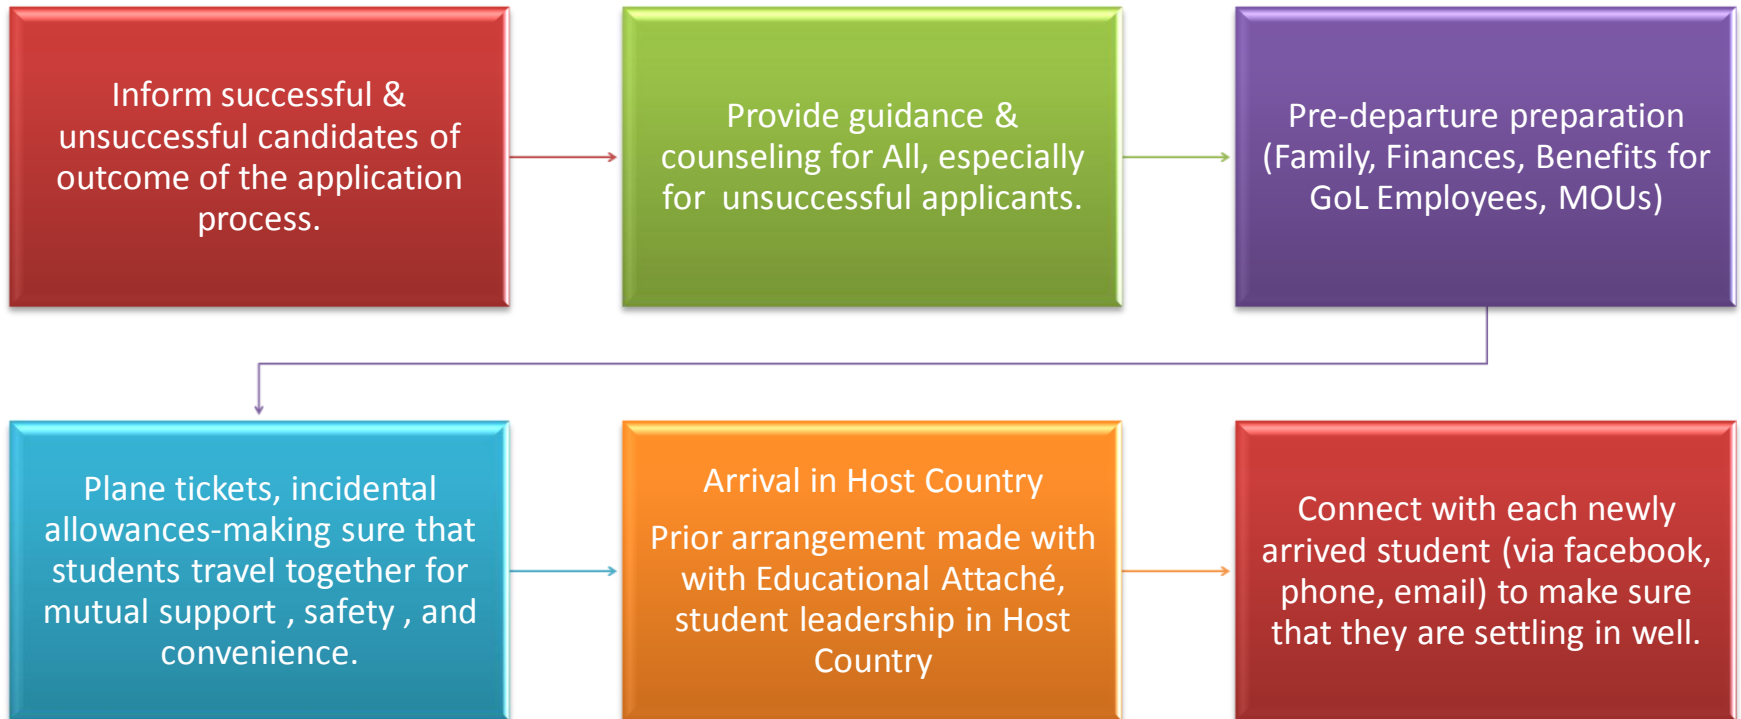 Inform successful &
unsuccessful candidates of
outcome of the application
process.
Provide guidance &
counseling for All, especially
for unsuccessful applicants.
Pre-departure preparation
(Family, Finances, Benefits for
GoL Employees, MOUs)
Plane tickets, incidental
allowances-making sure that
students travel together for
mutual support , safety , and
convenience.
Arrival in Host Country
Prior arrangement made with
with Educational Attaché,
student leadership in Host
Country
Connect with each newly
arrived student (via facebook,
phone, email) to make sure
that they are settling in well.